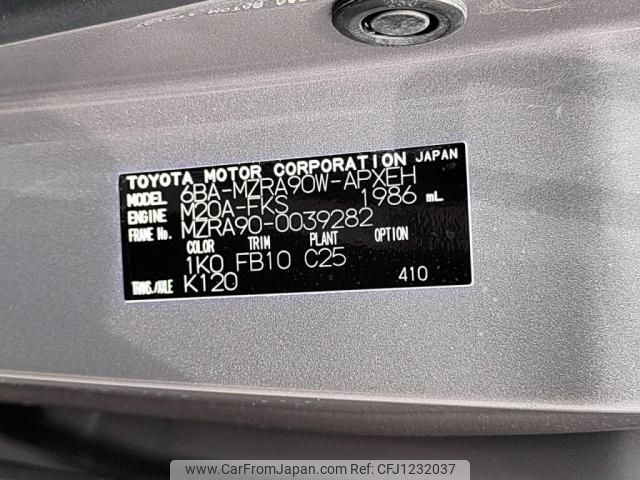 TOYOTA MOTOR CORPORATION JAPAN
MODEL 6BA-MZRA90W-APXEH
ENGINE M20A-FKS 1986 mL
FRAME No. MZRA90-0039282
COLOR TRIM PLANT OPTION
1K0 FB10 C25
TRANS./AXLE K120 410
www.CarFromJapan.com - CFJ1232037